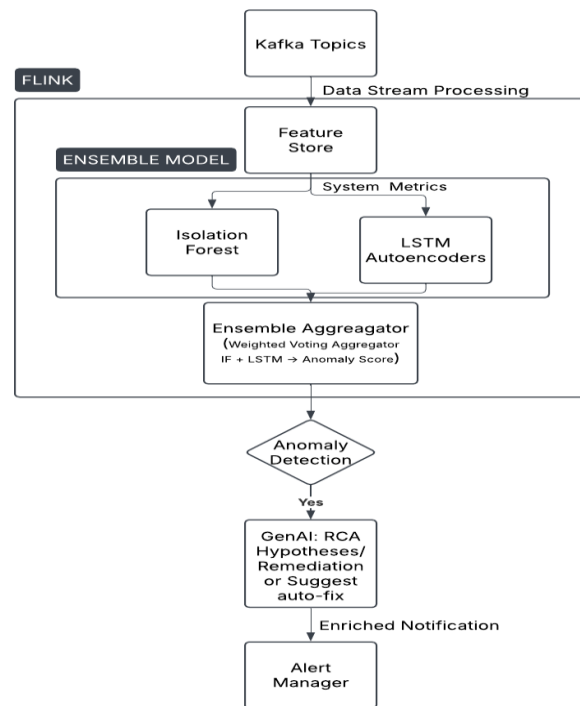 Kafka Topics
FLINK
Data Stream Processing
Feature
Store
ENSEMBLE MODEL
System Metrics
Isolation
Forest
LSTM
Autoencoders
Ensemble Aggreagator
(Weighted Voting Aggregator
IF + LSTM → Anomaly Score)
Anomaly
Detection
Yes
GenAI: RCA
Hypotheses/
Remediation
or Suggest
auto-fix
Enriched Notification
Alert
Manager